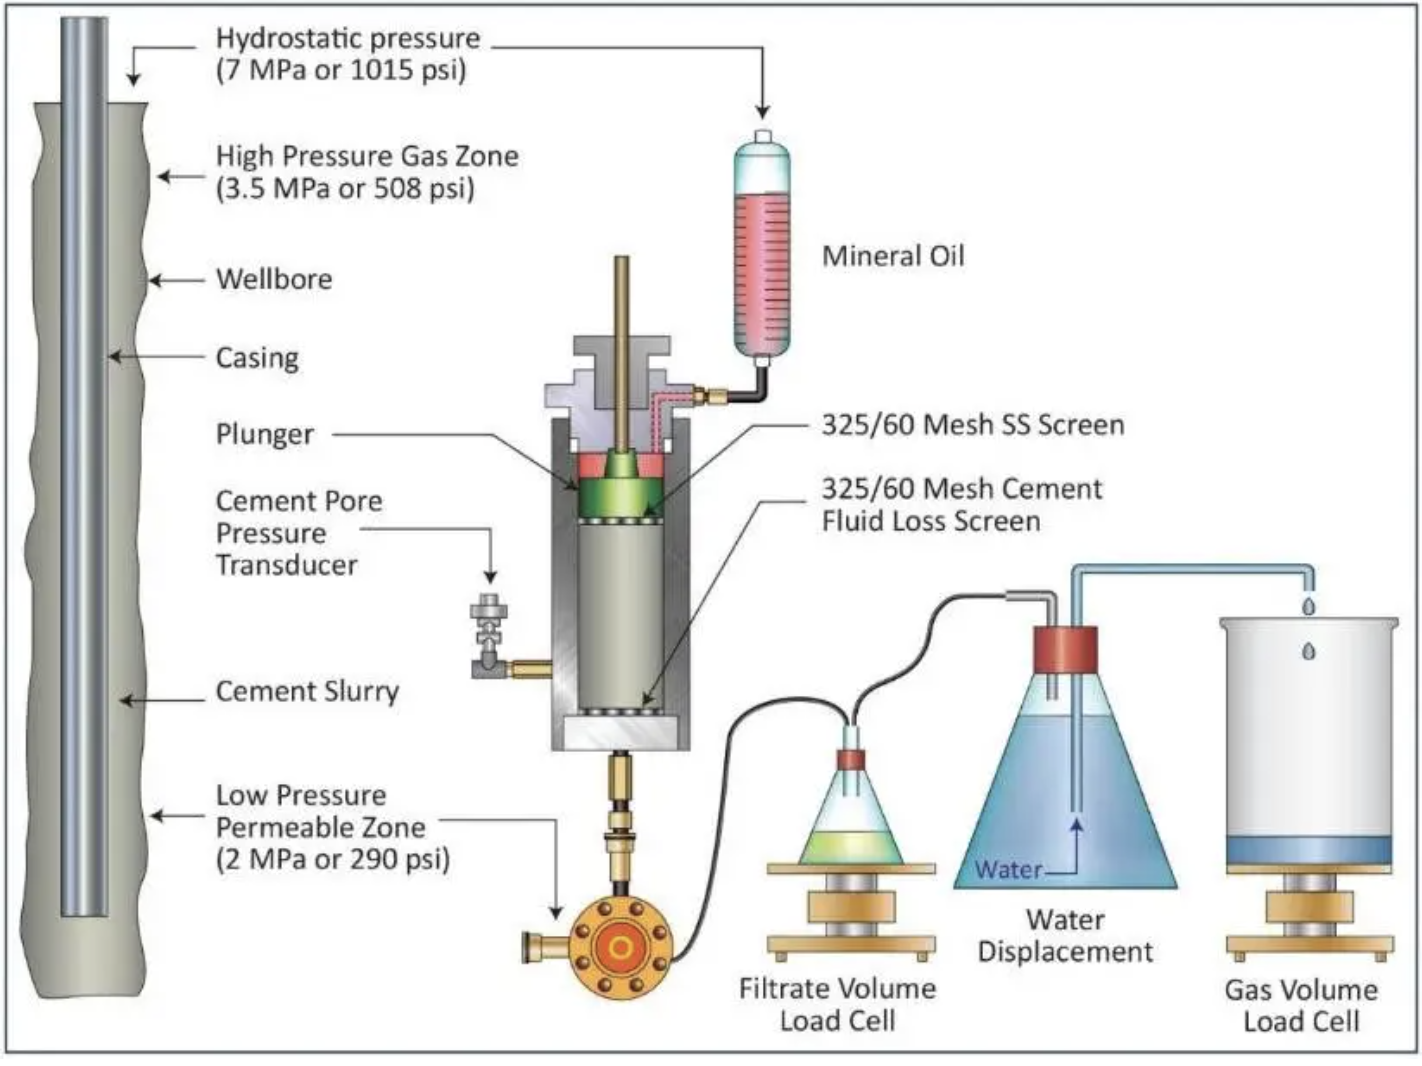 Hydrostatic pressure
(7 MPa or 1015 psi)
High Pressure Gas Zone
(3.5 MPa or 508 psi)
Wellbore
Casing
Plunger
Cement Pore
Pressure
Transducer
Cement Slurry
Low Pressure
Permeable Zone
(2 MPa or 290 psi)
Mineral Oil
325/60 Mesh SS Screen
325/60 Mesh Cement
Fluid Loss Screen
Water
Water
Displacement
Filtrate Volume
Load Cell
Gas Volume
Load Cell